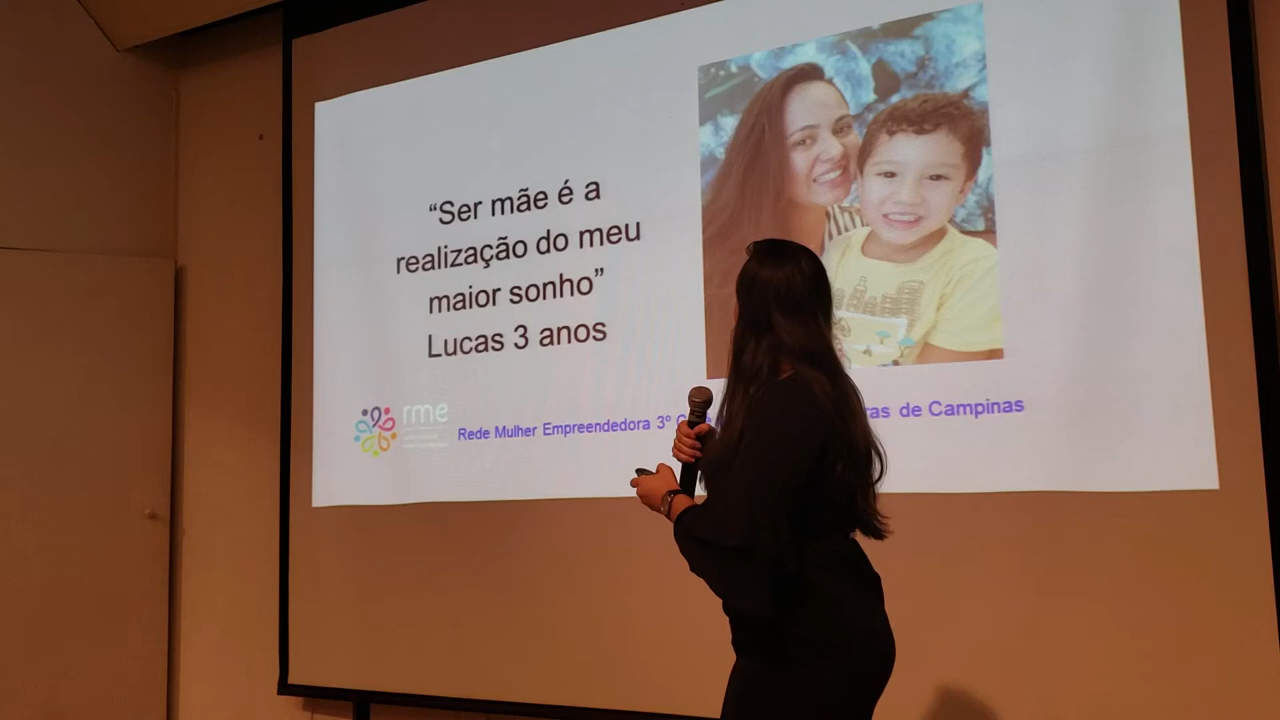 “Ser mãe é a
realização do meu
maior sonho”
Lucas 3 anos
rme
Rede Mulher Empreendedora 3º ras de Campinas